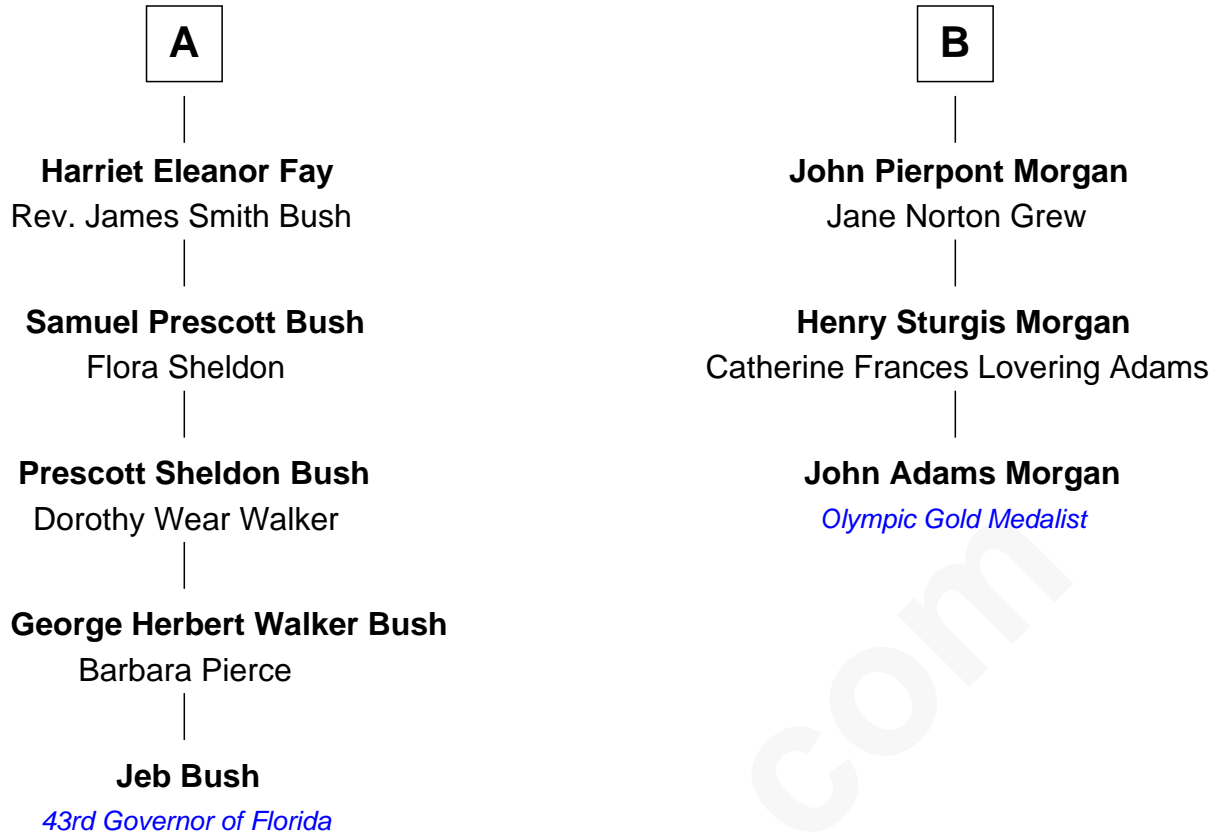 A
Harriet Eleanor Fay
Rev. James Smith Bush
Samuel Prescott Bush
Flora Sheldon
Prescott Sheldon Bush
Dorothy Wear Walker
George Herbert Walker Bush
Barbara Pierce
Jeb Bush
43rd Governor of Florida
B
John Pierpont Morgan
Jane Norton Grew
Henry Sturgis Morgan
Catherine Frances Lovering Adams
John Adams Morgan
Olympic Gold Medalist
com